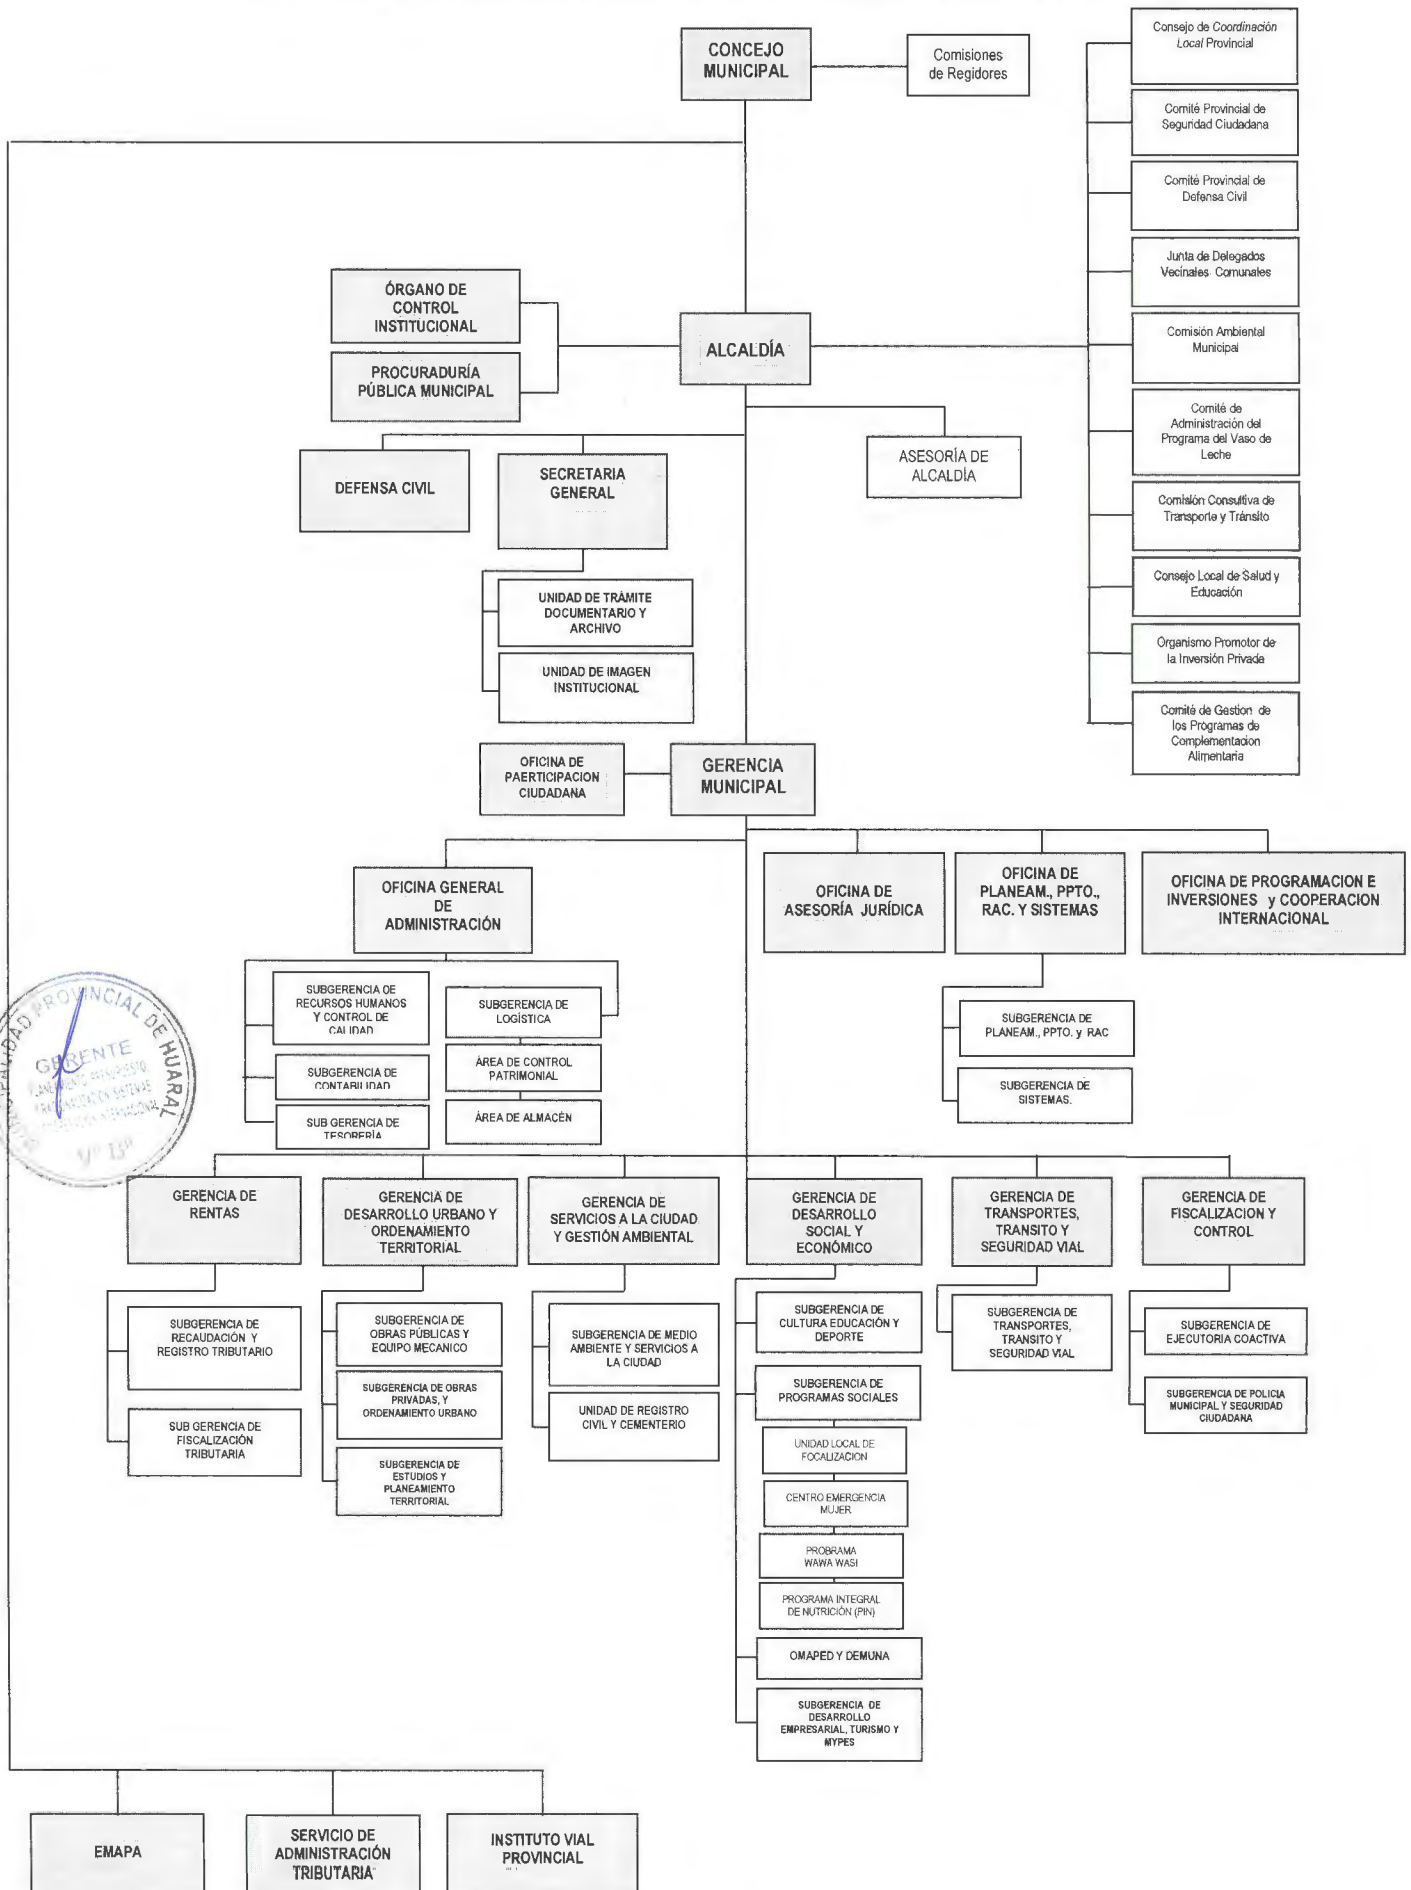 CONCEJO
MUNICIPAL
Comisiones
de Regidores
Consejo de Coordinación
Local Provincial
Comité Provincial de
Seguridad Ciudadana
Comité Provincial de
Defensa Civil
Junta de Delegados
Vecinales Comunales
Comisión Ambiental
Municipal
Comité de
Administración del
Programa del Vaso de
Leche
Comisión Consultiva de
Transporte y Tránsito
Consejo Local de Salud y
Educación
Organismo Promotor de
la Inversión Privada
Comité de Gestion de
los Programas de
Complementacion
Alimentaria
ÓRGANO DE
CONTROL
INSTITUCIONAL
PROCURADURÍA
PÚBLICA MUNICIPAL
ALCALDÍA
DEFENSA CIVIL
SECRETARIA
GENERAL
ASESORÍA DE
ALCALDÍA
UNIDAD DE TRÁMITE
DOCUMENTARIO Y
ARCHIVO
UNIDAD DE IMAGEN
INSTITUCIONAL
OFICINA DE
PAERTICIPACION
CIUDADANA
GERENCIA
MUNICIPAL
OFICINA GENERAL
DE
ADMINISTRACIÓN
OFICINA DE
ASESORÍA JURÍDICA
OFICINA DE
PLANEAM., PPTO.,
RAC. Y SISTEMAS
OFICINA DE PROGRAMACION E
INVERSIONES y COOPERACION
INTERNACIONAL
SUBGERENCIA DE
RECURSOS HUMANOS
Y CONTROL DE
CALIDAD
SUBGERENCIA DE
CONTABILIDAD
SUB GERENCIA DE
TESORERÍA
SUBGERENCIA DE
LOGÍSTICA
ÁREA DE CONTROL
PATRIMONIAL
ÁREA DE ALMACÉN
SUBGERENCIA DE
PLANEAM., PPTO. y RAC
SUBGERENCIA DE
SISTEMAS.
PROVINCIAL DE HUARAL
GERENTE
GERENCIA DE
RENTAS
GERENCIA DE
DESARROLLO URBANO Y
ORDENAMIENTO
TERRITORIAL
GERENCIA DE
SERVICIOS A LA CIUDAD
Y GESTIÓN AMBIENTAL
GERENCIA DE
DESARROLLO
SOCIAL Y
ECONÓMICO
GERENCIA DE
TRANSPORTES,
TRANSITO Y
SEGURIDAD VIAL
GERENCIA DE
FISCALIZACION Y
CONTROL
SUBGERENCIA DE
RECAUDACIÓN Y
REGISTRO TRIBUTARIO
SUB GERENCIA DE
FISCALIZACIÓN
TRIBUTARIA
SUBGERENCIA DE
OBRAS PÚBLICAS Y
EQUIPO MECANICO
SUBGERENCIA DE OBRAS
PRIVADAS, Y
ORDENAMIENTO URBANO
SUBGERENCIA DE
ESTUDIOS Y
PLANEAMIENTO
TERRITORIAL
SUBGERENCIA DE MEDIO
AMBIENTE Y SERVICIOS A
LA CIUDAD
UNIDAD DE REGISTRO
CIVIL Y CEMENTERIO
SUBGERENCIA DE
CULTURA EDUCACIÓN Y
DEPORTE
SUBGERENCIA DE
PROGRAMAS SOCIALES
UNIDAD LOCAL DE
FOCALIZACION
CENTRO EMERGENCIA
MUJER
PROBRAMA
WAWA WASI
PROGRAMA INTEGRAL
DE NUTRICIÓN (PIN)
OMAPED Y DEMUNA
SUBGERENCIA DE
DESARROLLO
EMPRESARIAL, TURISMO Y
MYPES
SUBGERENCIA DE
TRANSPORTES,
TRANSITO Y
SEGURIDAD VIAL
SUBGERENCIA DE
EJECUTORIA COACTIVA
SUBGERENCIA DE POLICIA
MUNICIPAL Y SEGURIDAD
CIUDADANA
EMAPA
SERVICIO DE
ADMINISTRACIÓN
TRIBUTARIA
INSTITUTO VIAL
PROVINCIAL